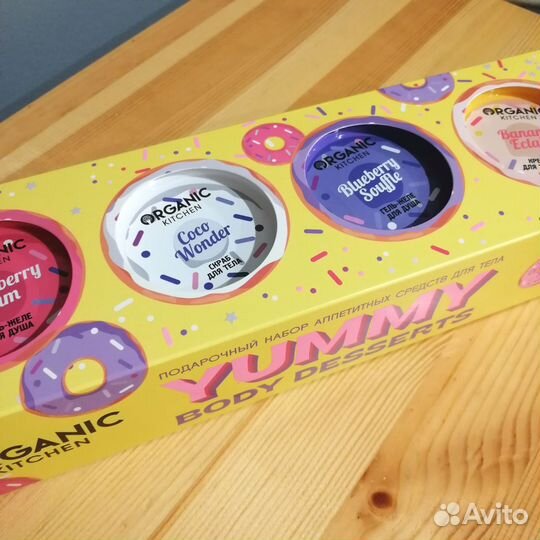 ORGANIC
KITCHEN
Coco
Wonder
СКРАБ
ДЛЯ ТЕЛА
ORGANIC
KITCHEN
Blueberry
Souffle
ГЕЛЬ-ЖЕЛЕ
ДЛЯ ДУША
ORGANIC
KITCHEN
ПОДАРОЧНЫЙ НАБОР АППЕТИТНЫХ СРЕДСТВ ДЛЯ ТЕЛА
YUMMY
BODY DESSERTS
KITCHEN
Avito